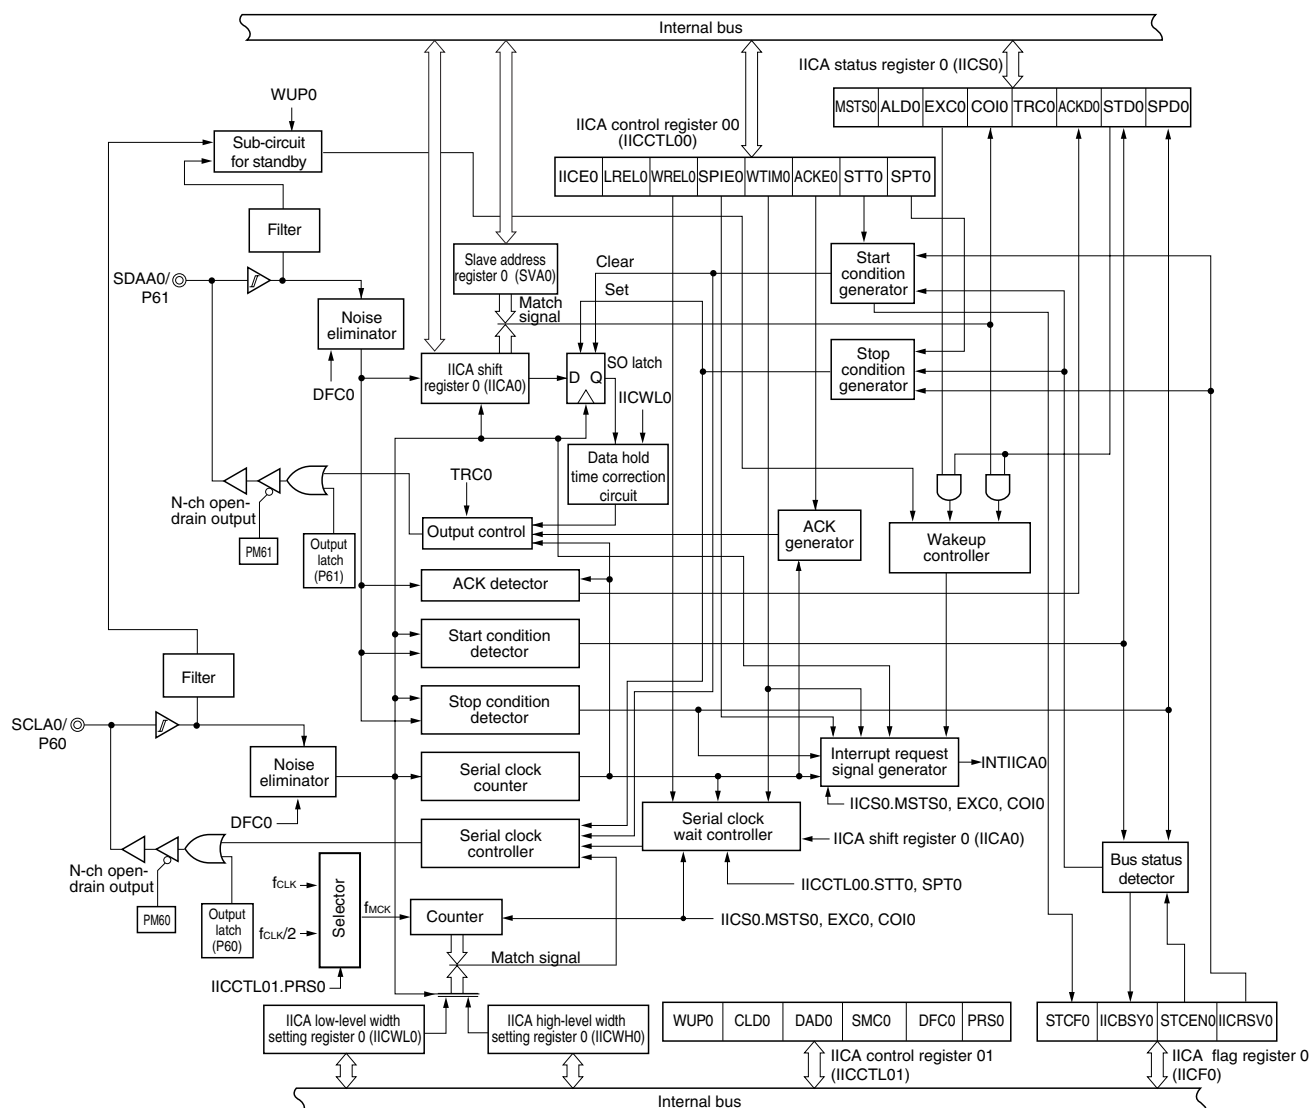 Internal bus
IICA status register 0 (IICS0)
MSTS0 ALD0 EXC0 COI0 TRC0 ACKD0 STD0 SPD0
WUP0
Sub-circuit
for standby
IICA control register 00
(IICCTL00)
IICE0 LREL0 WREL0 SPIE0 WTIM0 ACKE0 STT0 SPT0
Filter
SDAA0/
P61
Slave address
register 0 (SVA0)
Clear
Set
Match
signal
Start
condition
generator
Noise
eliminator
DFC0
IICA shift
register 0 (IICA0)
D Q
SO latch
IICWL0
Stop
condition
generator
Data hold
time correction
circuit
N-ch open-
drain output
PM61
Output
latch
(P61)
TRC0
Output control
ACK
generator
Wakeup
controller
ACK detector
Start condition
detector
Filter
Stop condition
detector
SCLA0/
P60
Noise
eliminator
DFC0
Serial clock
counter
Interrupt request
signal generator
INTIICA0
IICS0.MSTS0, EXC0, COI0
Serial clock
wait controller
IICA shift register 0 (IICA0)
Serial clock
controller
Bus status
detector
N-ch open-
drain output
PM60
Output
latch
(P60)
fCLK
fCLK/2
Selector
fMCK
Counter
IICCTL00.STT0, SPT0
IICS0.MSTS0, EXC0, COI0
Match signal
IICCTL01.PRS0
IICA low-level width
setting register 0 (IICWL0)
IICA high-level width
setting register 0 (IICWH0)
WUP0 CLD0 DAD0 SMC0 DFC0 PRS0
IICA control register 01
(IICCTL01)
STCF0 IICBSY0 STCEN0 IICRSV0
IICA flag register 0
(IICF0)
Internal bus